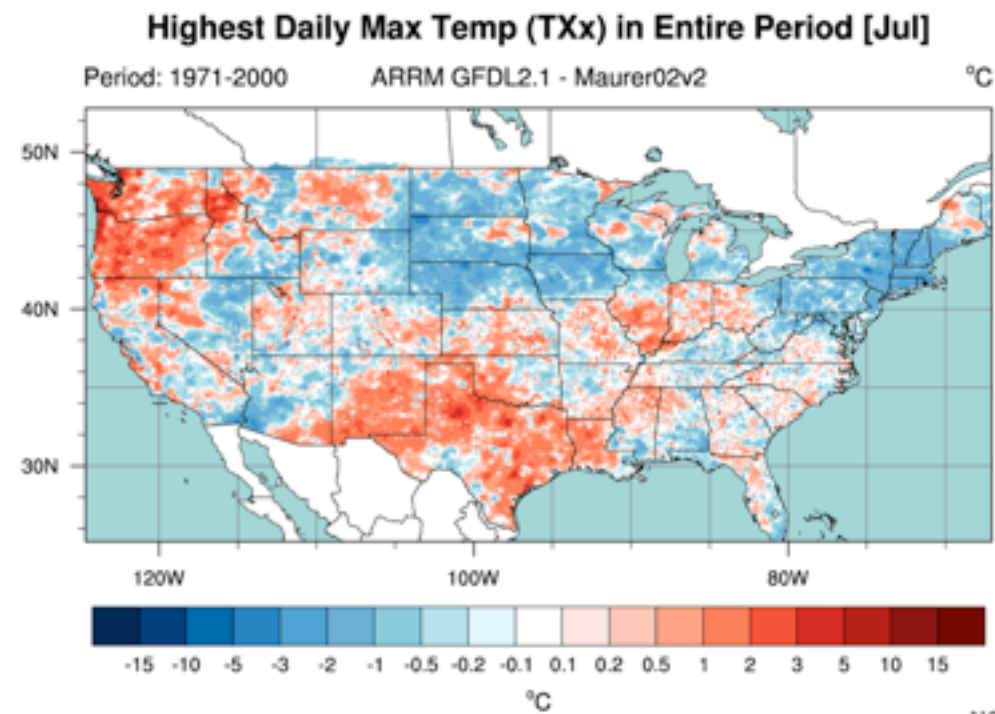 Highest Daily Max Temp (TXx) in Entire Period [Jul]
Period: 1971-2000 ARRM GFDL2.1 - Maurer02v2 °C
50N
40N
30N
120W 100W 80W
-15 -10 -5 -3 -2 -1 -0.5 -0.2 -0.1 0.1 0.2 0.5 1 2 3 5 10 15
°C